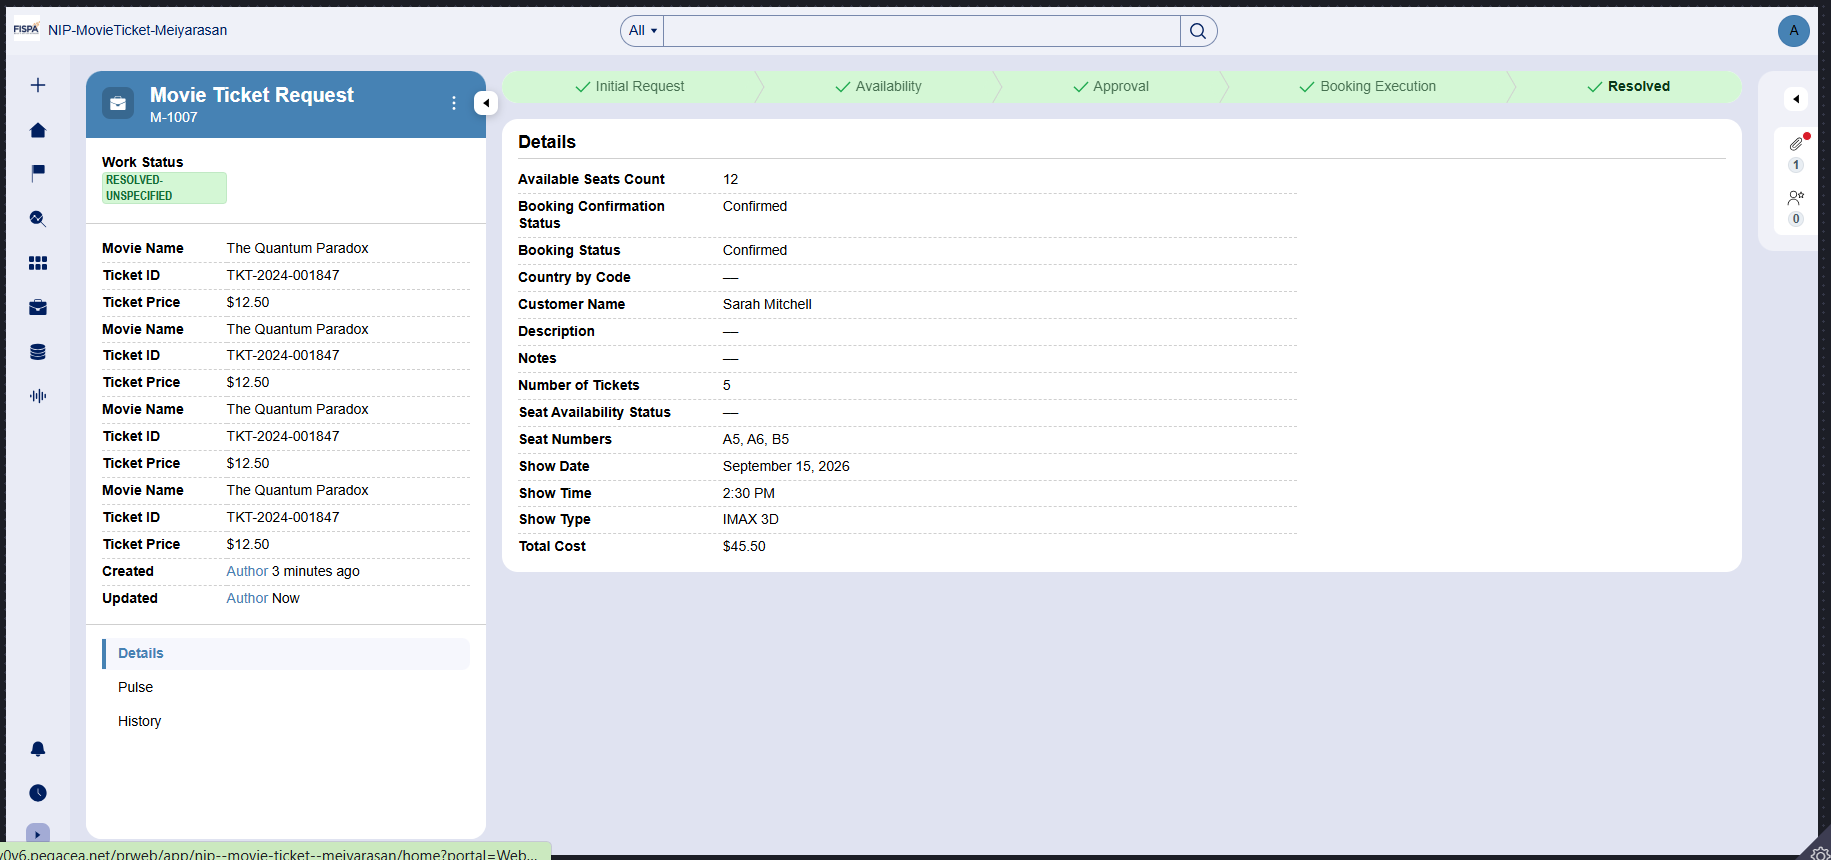 FISPA NIP-MovieTicket-Meiyarasan
All
A
Movie Ticket Request
M-1007
Work Status
RESOLVED-
UNSPECIFIED
Movie Name The Quantum Paradox
Ticket ID TKT-2024-001847
Ticket Price $12.50
Movie Name The Quantum Paradox
Ticket ID TKT-2024-001847
Ticket Price $12.50
Movie Name The Quantum Paradox
Ticket ID TKT-2024-001847
Ticket Price $12.50
Movie Name The Quantum Paradox
Ticket ID TKT-2024-001847
Ticket Price $12.50
Created Author 3 minutes ago
Updated Author Now
Details
Pulse
History
Initial Request Availability Approval Booking Execution Resolved
Details
Available Seats Count 12
Booking Confirmation Confirmed
Status
Booking Status Confirmed
Country by Code —
Customer Name Sarah Mitchell
Description —
Notes —
Number of Tickets 5
Seat Availability Status —
Seat Numbers A5, A6, B5
Show Date September 15, 2026
Show Time 2:30 PM
Show Type IMAX 3D
Total Cost $45.50
1
0
v0v6.pegacea.net/prweb/app/nip--movie-ticket--meiyarasan/home?portal=Web...